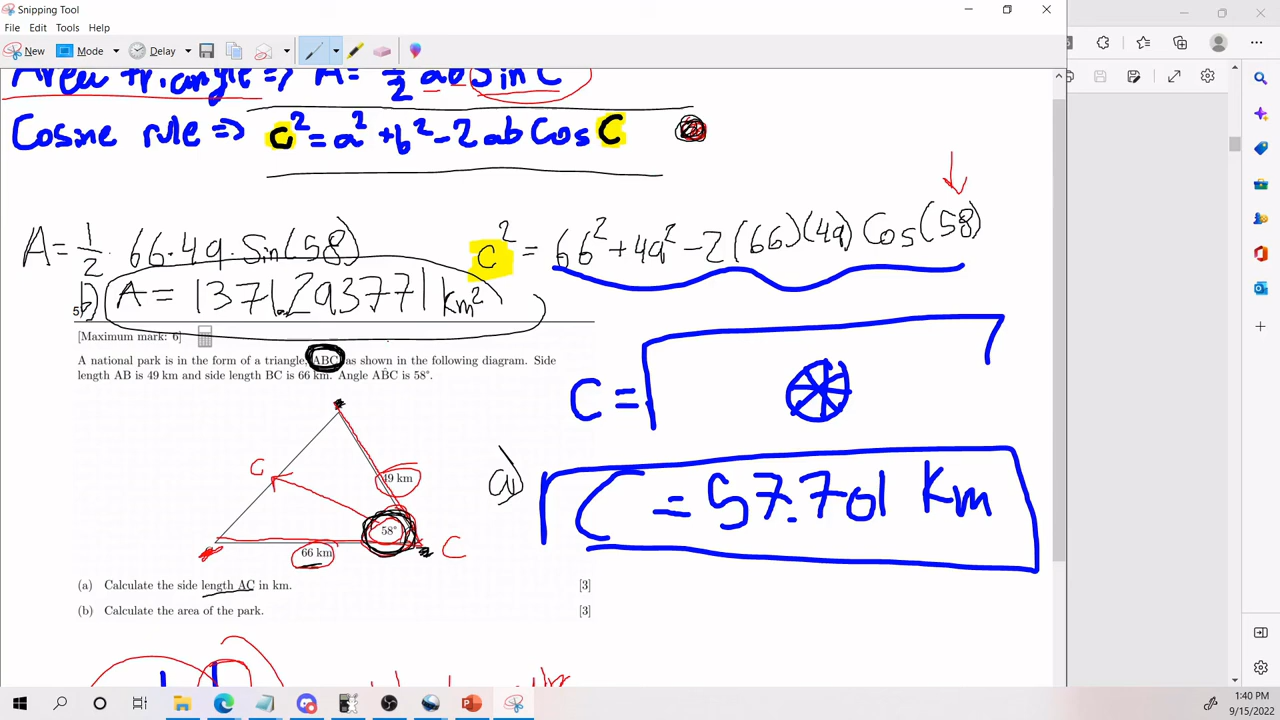 Snipping Tool
File Edit Tools Help
New Mode Delay
Area triangle => A = 1/2 ab Sin C
Cosine rule => c² = a² + b² - 2 ab Cos C
A = 1/2 · 66 · 49 · Sin(58)
c² = 66² + 49² - 2(66)(49) Cos(58)
b) A = 1371.293771 km²
5
[Maximum mark: 6]
A national park is in the form of a triangle, ABC, as shown in the following diagram. Side
length AB is 49 km and side length BC is 66 km. Angle AB̂C is 58°.
C =
C
49 km
a) C = 57.701 Km
58°
66 km
C
(a) Calculate the side length AC in km. [3]
(b) Calculate the area of the park. [3]
1:40 PM
9/15/2022